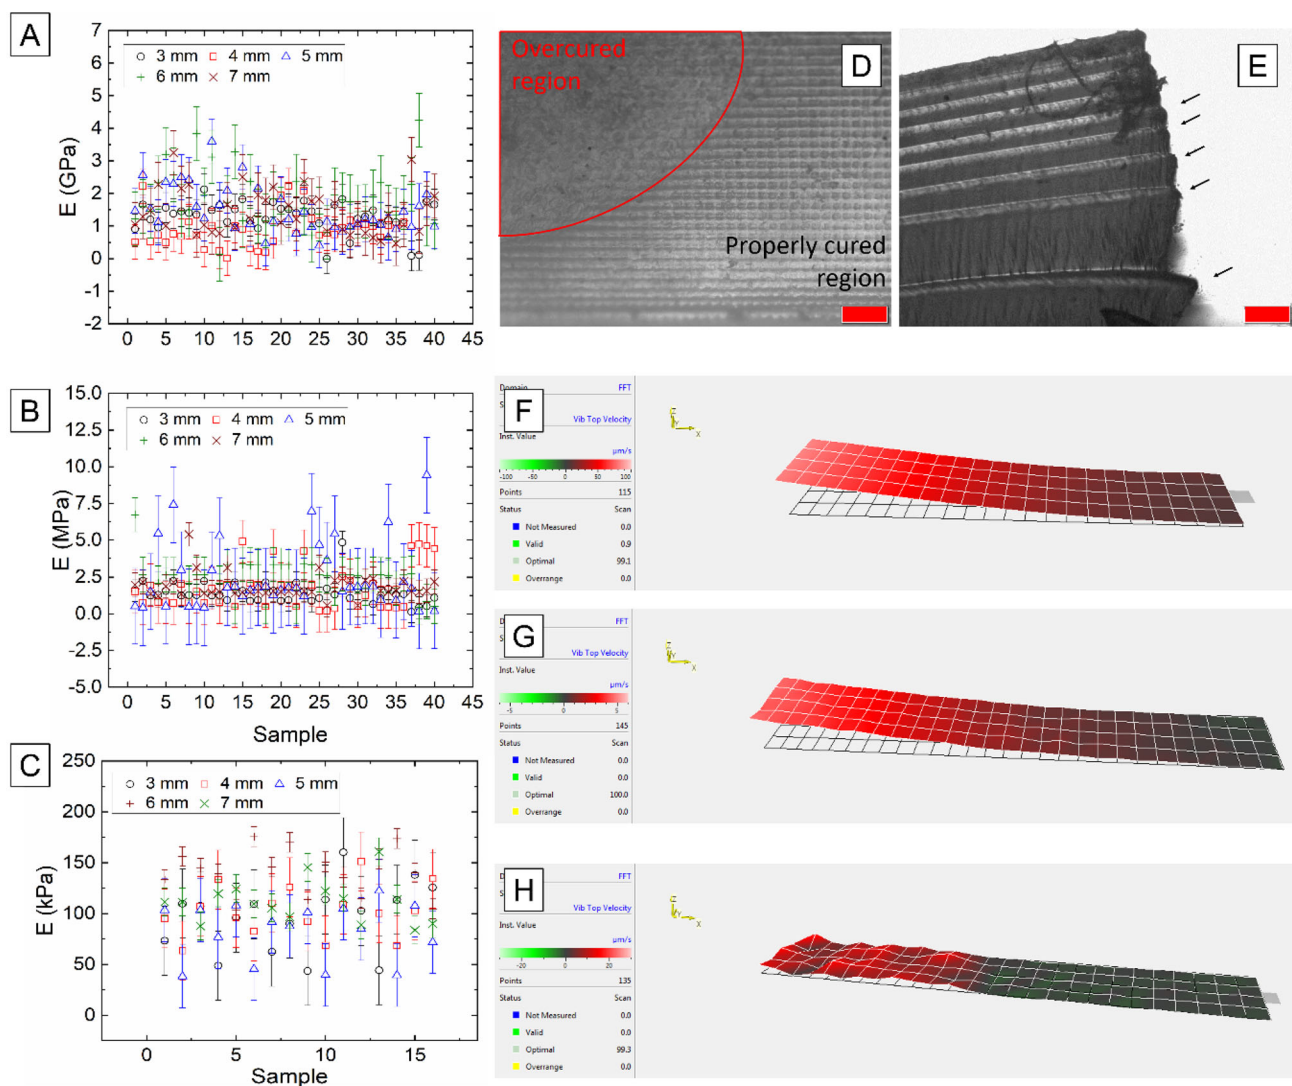 A
7
6
5
4
3
2
1
0
-1
-2
E (GPa)
3 mm 4 mm 5 mm
6 mm 7 mm
0 5 10 15 20 25 30 35 40 45
D
Overcured
region
Properly cured
region
E
B
15.0
12.5
10.0
7.5
5.0
2.5
0.0
-2.5
-5.0
E (MPa)
3 mm 4 mm 5 mm
6 mm 7 mm
0 5 10 15 20 25 30 35 40 45
Sample
C
250
200
150
100
50
0
E (kPa)
3 mm 4 mm 5 mm
6 mm 7 mm
0 5 10 15
Sample
F
FFT
Vib Top Velocity
Inst. Value
µm/s
-100 -50 0 50 100
Points 115
Status Scan
Not Measured 0.0
Valid 0.9
Optimal 99.1
Overrange 0.0
Z
Y
X
G
FFT
Vib Top Velocity
Inst. Value
µm/s
-5 0 5
Points 145
Status Scan
Not Measured 0.0
Valid 0.0
Optimal 100.0
Overrange 0.0
Z
Y
X
H
FFT
Vib Top Velocity
Inst. Value
µm/s
-20 0 20
Points 135
Status Scan
Not Measured 0.0
Valid 0.0
Optimal 99.3
Overrange 0.0
Z
Y
X